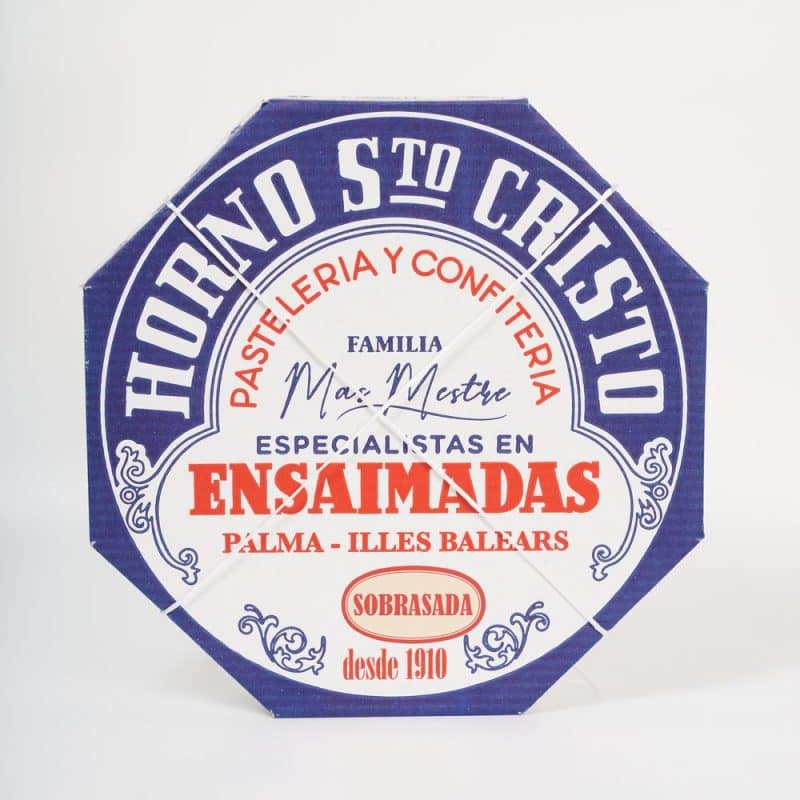 HORNO STO CRISTO
PASTELERIA Y CONFITERIA
FAMILIA
Mas Mestre
ESPECIALISTAS EN
ENSAIMADAS
PALMA - ILLES BALEARS
SOBRASADA
desde 1910